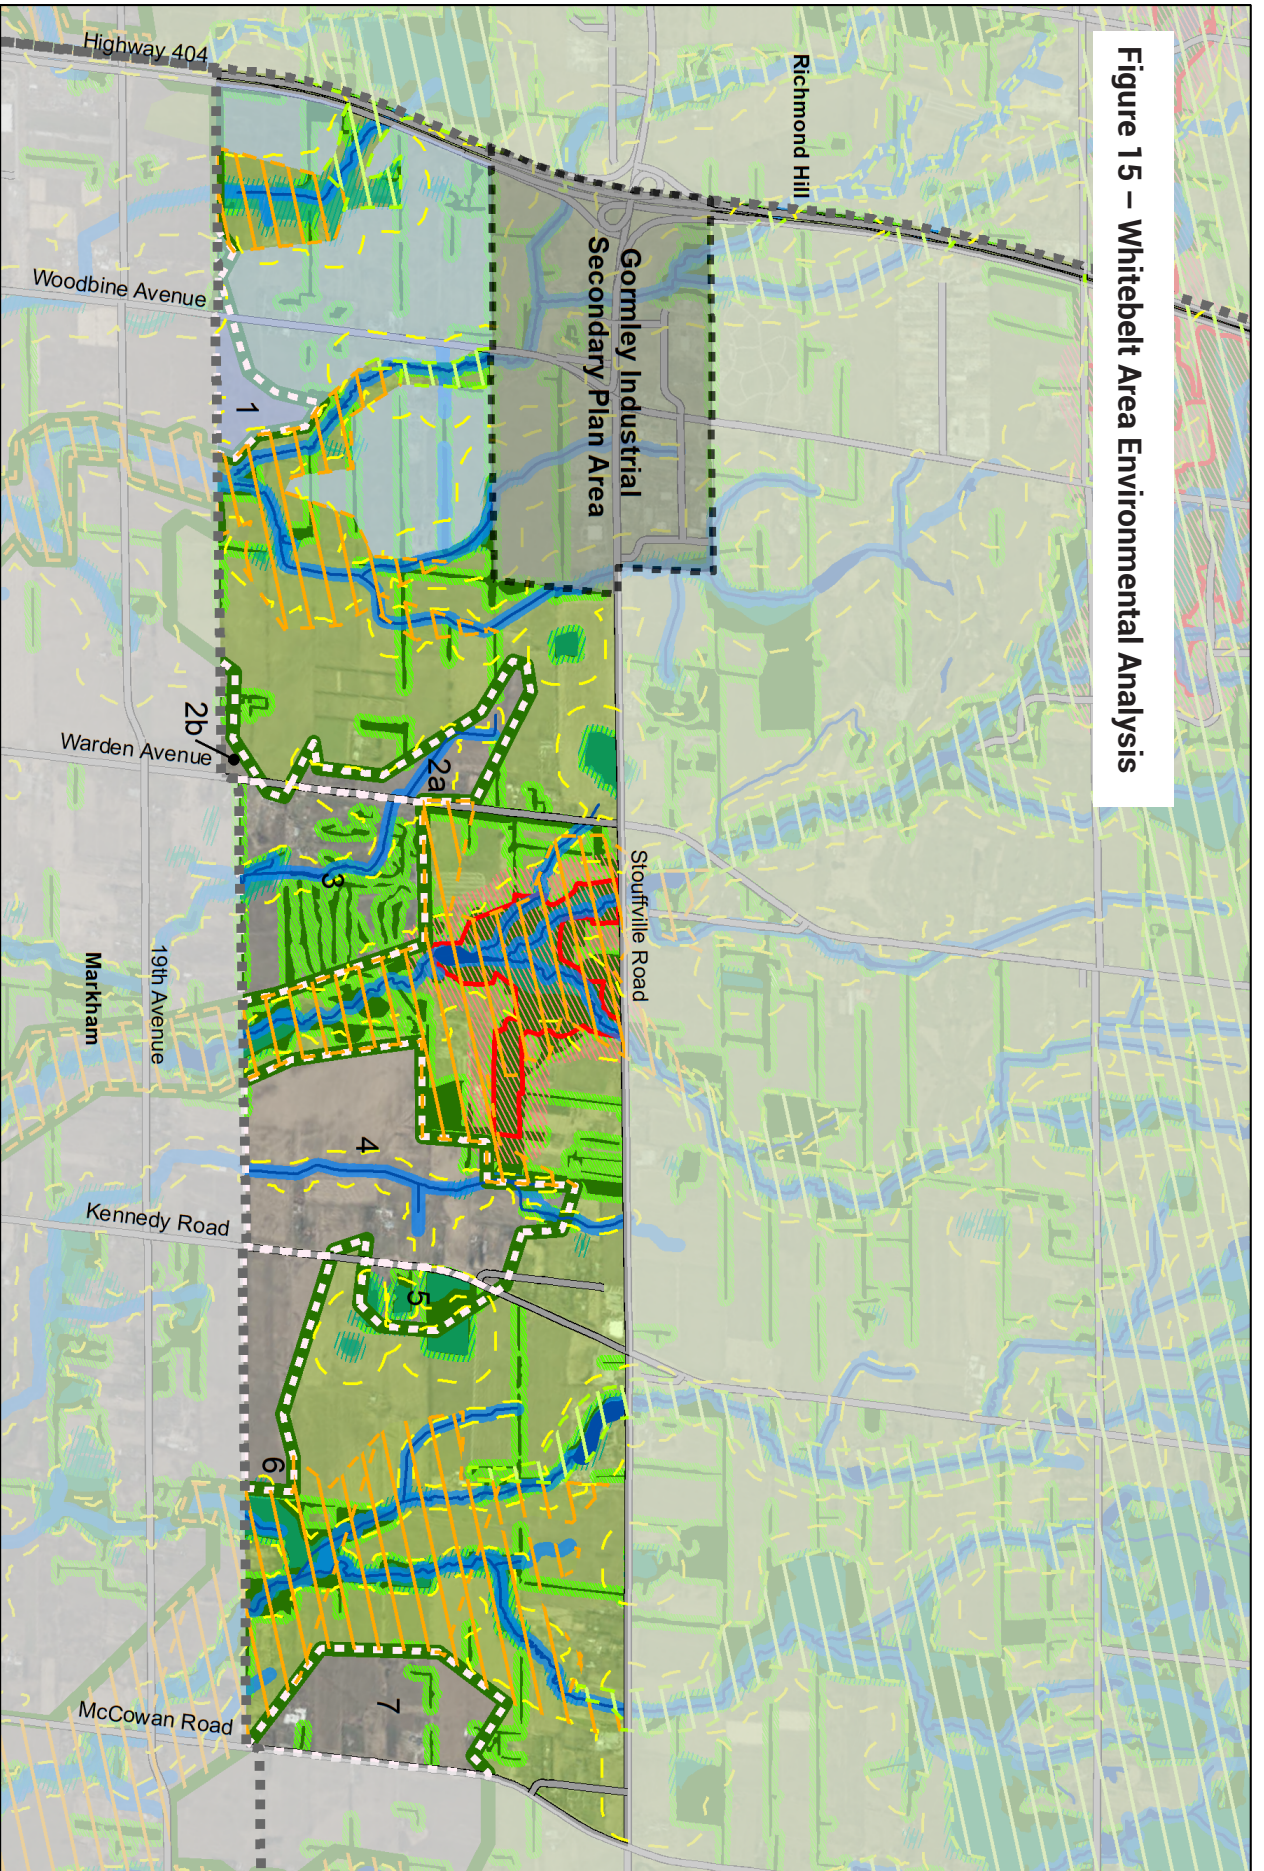 Figure 15 – Whitebelt Area Environmental Analysis
Richmond Hill
Highway 404
Gormley Industrial
Secondary Plan Area
Stouffville Road
Woodbine Avenue
1
2b
Warden Avenue
2a
3
19th Avenue
Markham
4
Kennedy Road
5
6
7
McCowan Road